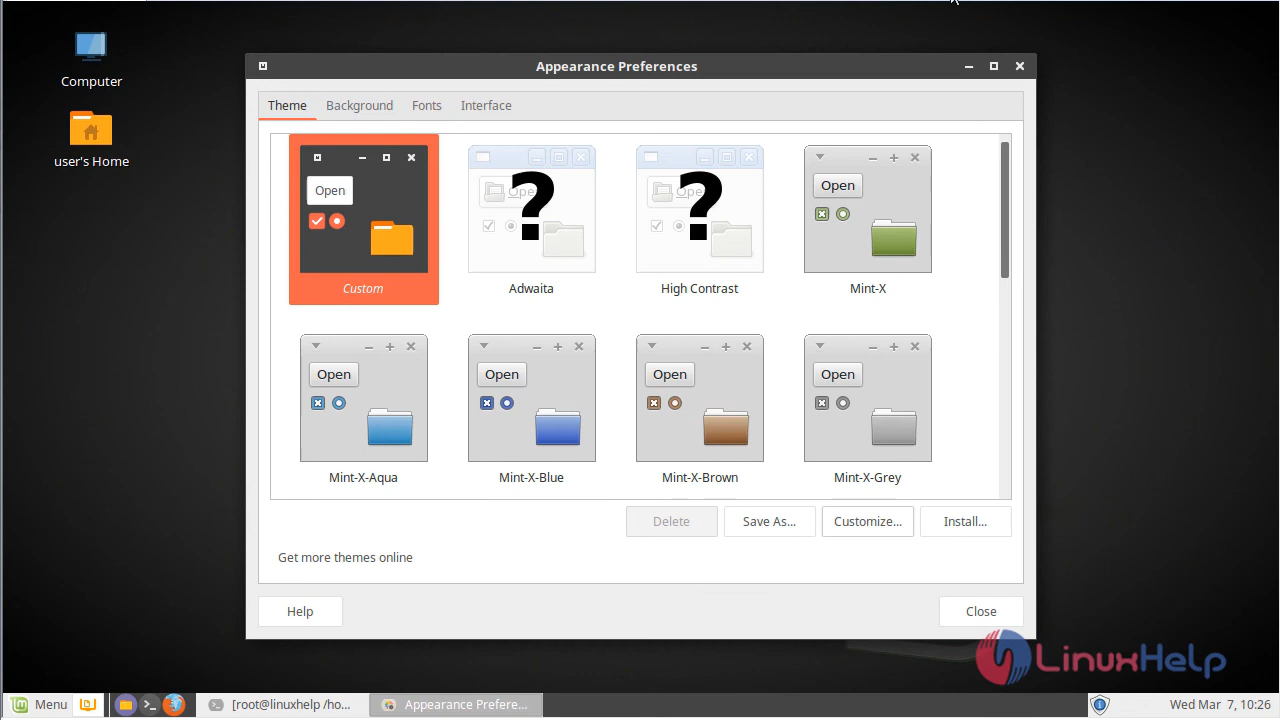 Computer
user's Home
Appearance Preferences
Theme Background Fonts Interface
Open
Custom
Open
?
Adwaita
Open
?
High Contrast
Open
Mint-X
Open
Mint-X-Aqua
Open
Mint-X-Blue
Open
Mint-X-Brown
Open
Mint-X-Grey
Delete Save As... Customize... Install...
Get more themes online
Help Close
LinuxHelp
Menu [root@linuxhelp /ho... Appearance Prefere... Wed Mar 7, 10:26